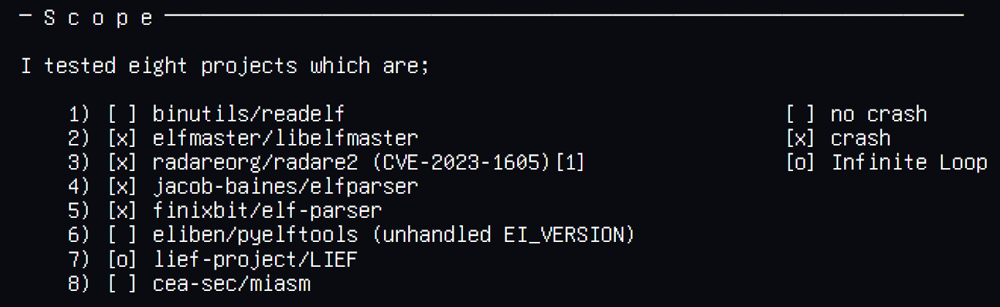 ─ S c o p e ──────────────────────────────────────────────────────────────────
I tested eight projects which are;
1) [ ] binutils/readelf [ ] no crash
2) [x] elfmaster/libelfmaster [x] crash
3) [x] radareorg/radare2 (CVE-2023-1605)[1] [o] Infinite Loop
4) [x] jacob-baines/elfparser
5) [x] finixbit/elf-parser
6) [ ] eliben/pyelftools (unhandled EI_VERSION)
7) [o] lief-project/LIEF
8) [ ] cea-sec/miasm